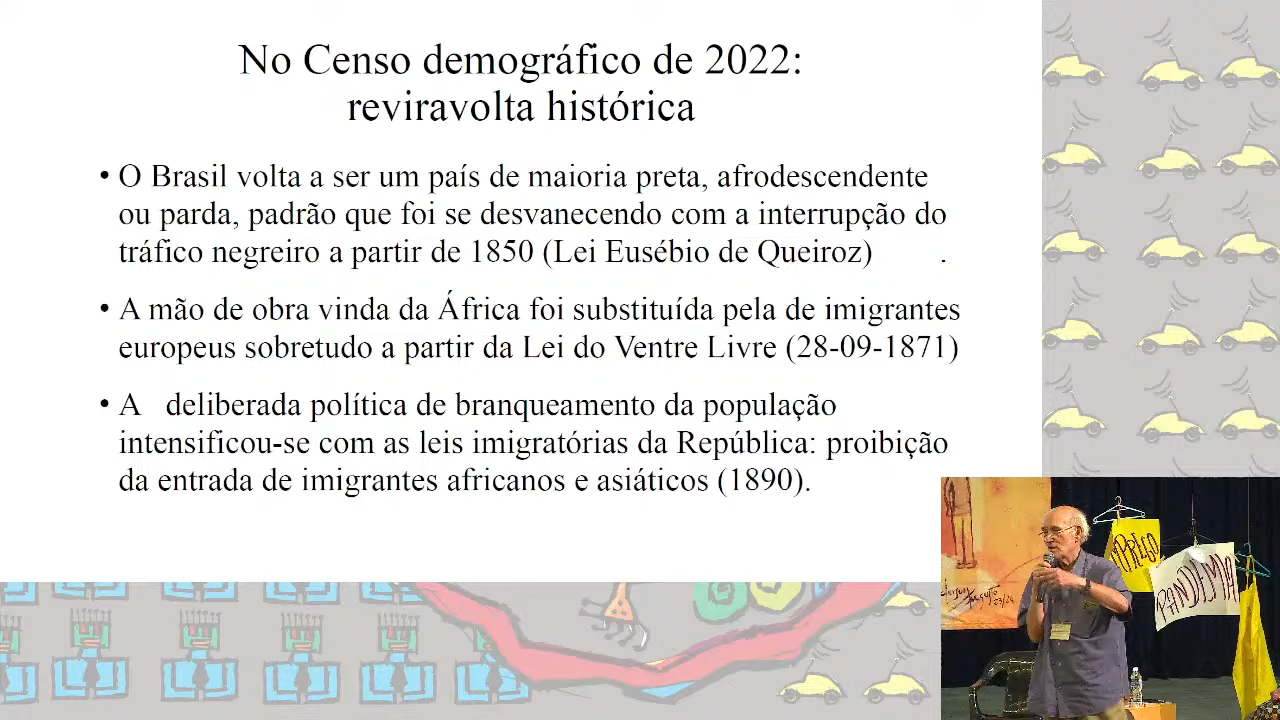 No Censo demográfico de 2022:
reviravolta histórica
• O Brasil volta a ser um país de maioria preta, afrodescendente
ou parda, padrão que foi se desvanecendo com a interrupção do
tráfico negreiro a partir de 1850 (Lei Eusébio de Queiroz) .
• A mão de obra vinda da África foi substituída pela de imigrantes
europeus sobretudo a partir da Lei do Ventre Livre (28-09-1871)
• A deliberada política de branqueamento da população
intensificou-se com as leis imigratórias da República: proibição
da entrada de imigrantes africanos e asiáticos (1890).
PANDEMIA